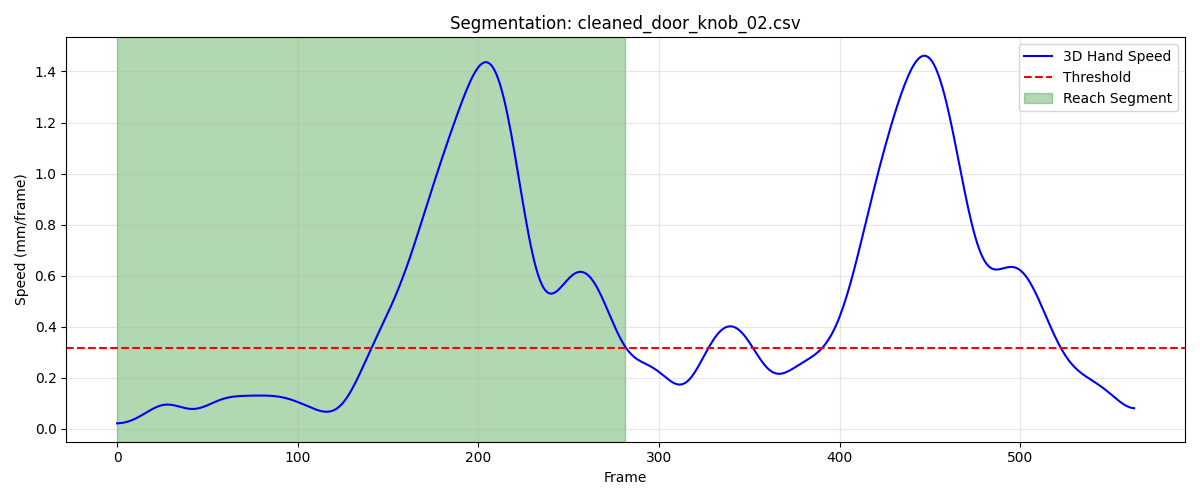 Segmentation: cleaned_door_knob_02.csv
3D Hand Speed
Threshold
Reach Segment
Speed (mm/frame)
1.4
1.2
1.0
0.8
0.6
0.4
0.2
0.0
0 100 200 300 400 500
Frame